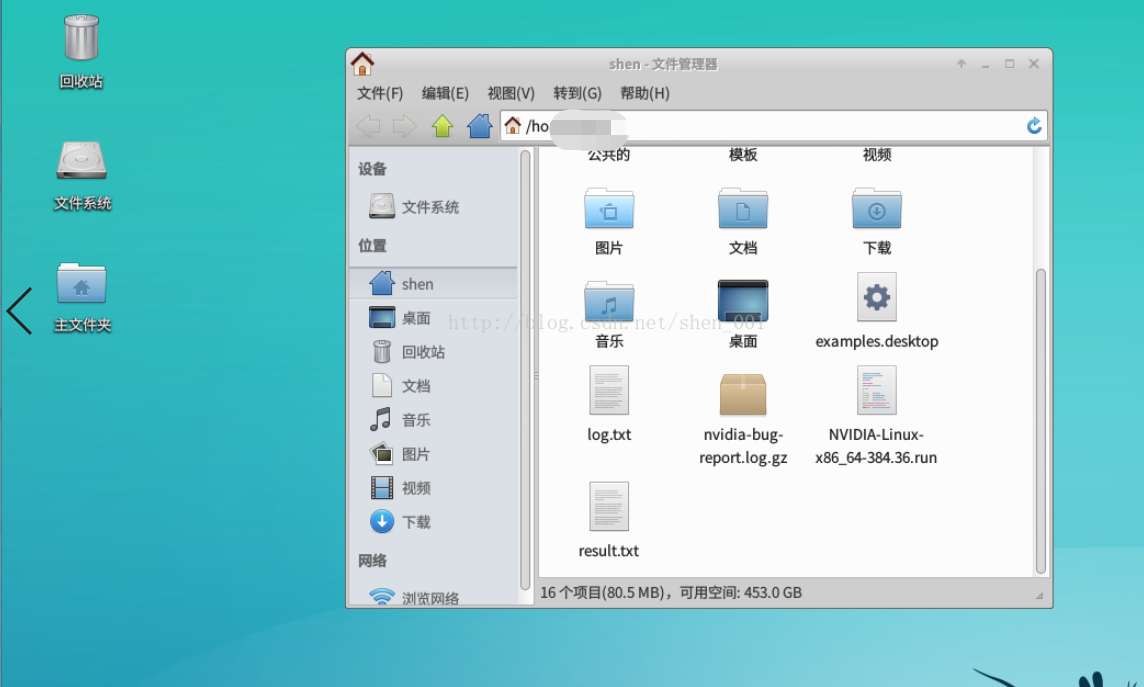 回收站
文件系统
主文件夹
shen - 文件管理器
文件(F) 编辑(E) 视图(V) 转到(G) 帮助(H)
/ho
设备
文件系统
位置
shen
桌面
回收站
文档
音乐
图片
视频
下载
网络
浏览网络
公共的 模板 视频
图片 文档 下载
音乐 桌面 examples.desktop
log.txt nvidia-bug-report.log.gz NVIDIA-Linux-x86_64-384.36.run
result.txt
http://blog.csdn.net/shen_001
16 个项目(80.5 MB)，可用空间: 453.0 GB